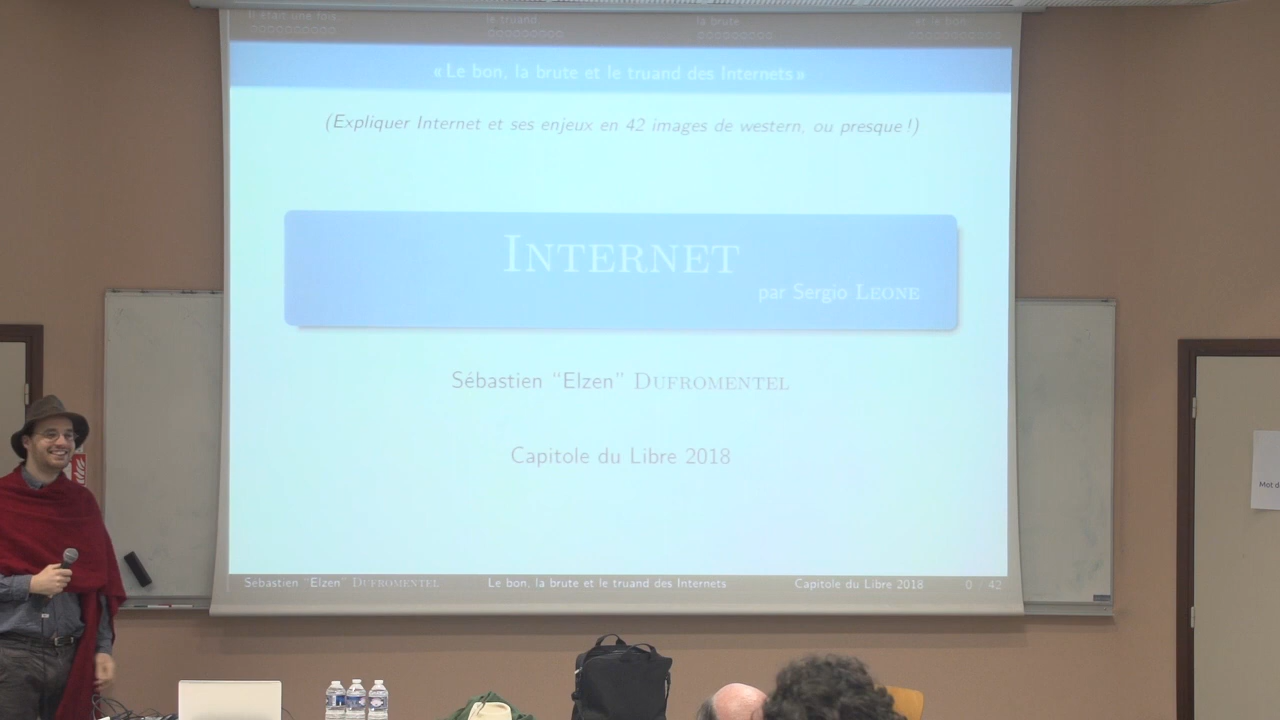 Il était une fois...
le truand
la brute
et le bon
«Le bon, la brute et le truand des Internets»
(Expliquer Internet et ses enjeux en 42 images de western, ou presque !)
INTERNET
par Sergio LEONE
Sébastien “Elzen” DUFROMENTEL
Capitole du Libre 2018
Sébastien “Elzen” DUFROMENTEL Le bon, la brute et le truand des Internets Capitole du Libre 2018 0 / 42
Mot d